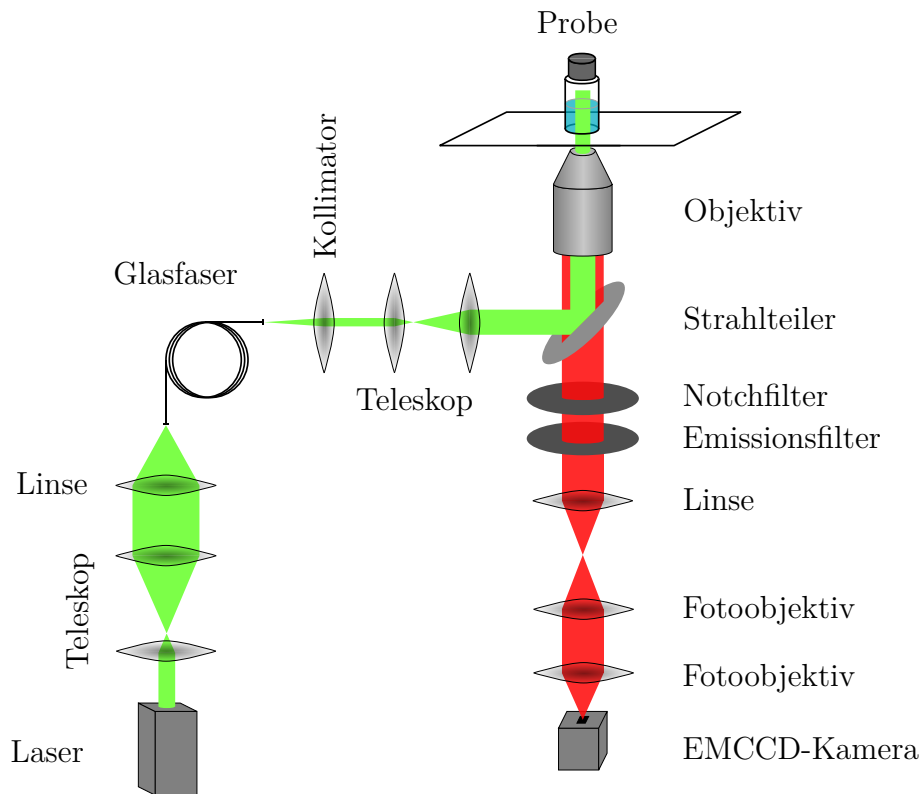 Probe
Kollimator
Objektiv
Glasfaser
Strahlteiler
Teleskop
Notchfilter
Emissionsfilter
Linse
Linse
Teleskop
Fotoobjektiv
Fotoobjektiv
Laser
EMCCD-Kamera